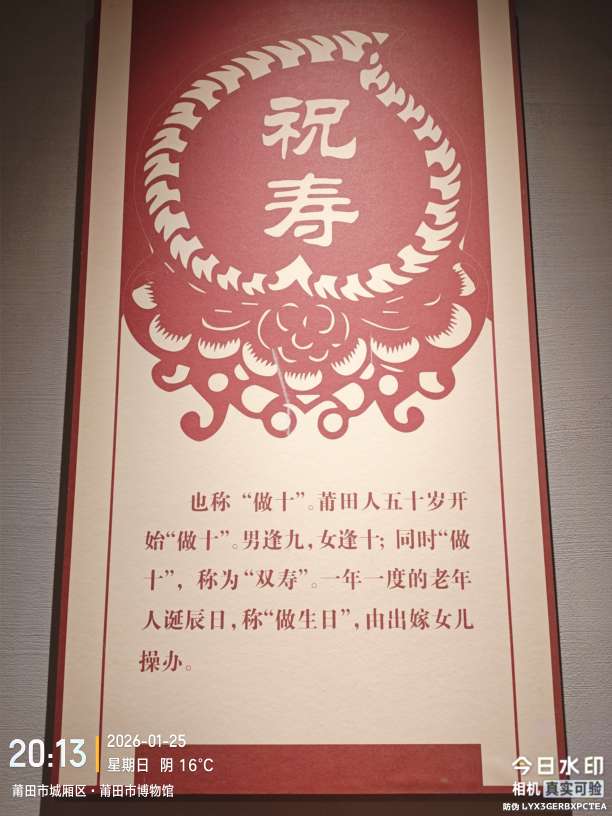 祝
寿
也称“做十”。莆田人五十岁开
始“做十”。男逢九，女逢十；同时“做
十”，称为“双寿”。一年一度的老年
人诞辰日，称“做生日”，由出嫁女儿
操办。
20:13
2026-01-25
星期日 阴 16℃
莆田市城厢区·莆田市博物馆
今日水印
相机 真实可验
防伪 LYX3GERBXPCTEA